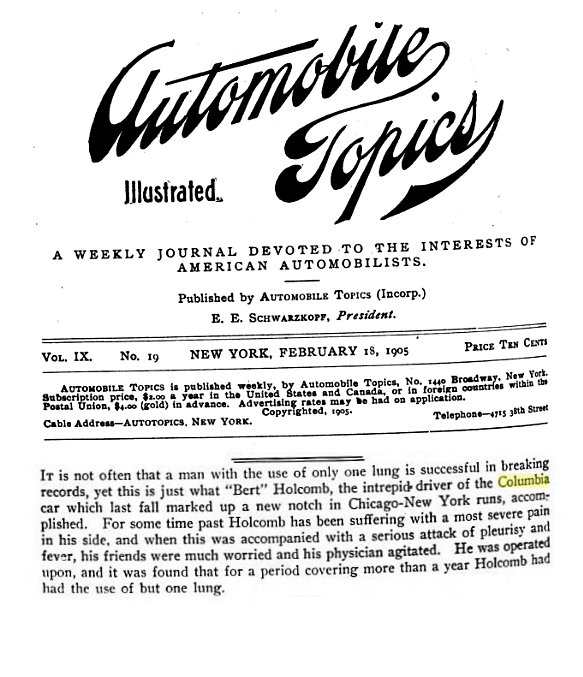 Automobile
Topics
Illustrated.
A WEEKLY JOURNAL DEVOTED TO THE INTERESTS OF
AMERICAN AUTOMOBILISTS.
Published by AUTOMOBILE TOPICS (Incorp.)
E. E. SCHWARZKOPF, President.
VOL. IX. No. 19 NEW YORK, FEBRUARY 18, 1905 PRICE TEN CENTS
AUTOMOBILE TOPICS is published weekly, by Automobile Topics, No. 1440 Broadway, New York.
Subscription price, $2.00 a year in the United States and Canada, or in foreign countries within the
Postal Union, $4.00 (gold) in advance. Advertising rates may be had on application.
Copyrighted, 1905.
Cable Address—AUTOTOPICS, NEW YORK. Telephone—4715 38th Street
IT is not often that a man with the use of only one lung is successful in breaking
records, yet this is just what "Bert" Holcomb, the intrepid driver of the Columbia
car which last fall marked up a new notch in Chicago-New York runs, accom-
plished. For some time past Holcomb has been suffering with a most severe pain
in his side, and when this was accompanied with a serious attack of pleurisy and
fever, his friends were much worried and his physician agitated. He was operated
upon, and it was found that for a period covering more than a year Holcomb had
had the use of but one lung.